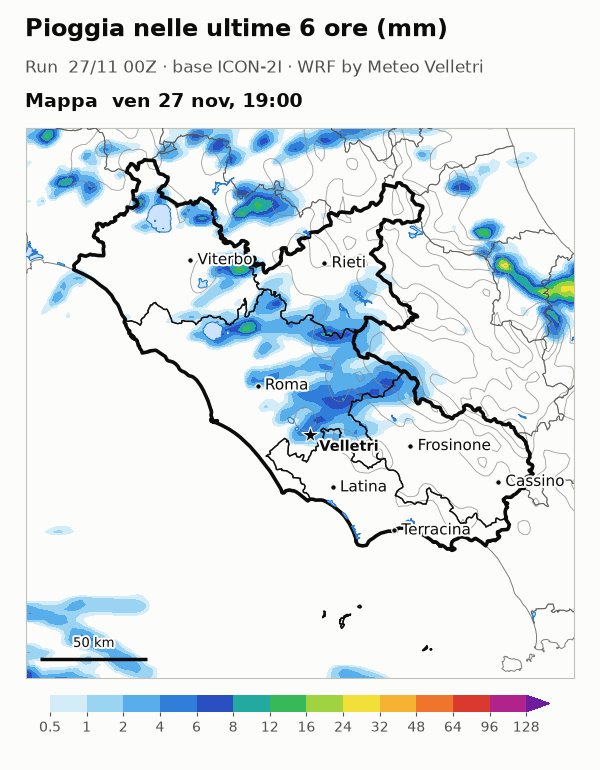 Pioggia nelle ultime 6 ore (mm)
Run  27/11 00Z · base ICON-2I · WRF by Meteo Velletri
Mappa  ven 27 nov, 19:00
Viterbo
Rieti
Roma
Velletri
Frosinone
Cassino
Latina
Terracina
50 km
0.5 1 2 4 6 8 12 16 24 32 48 64 96 128